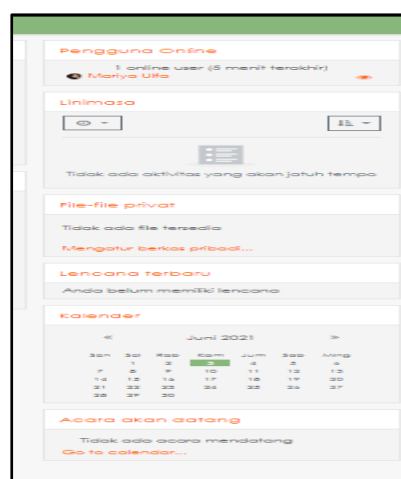 Pengguna Online
1 online user (5 menit terakhir)
Mariya Ulfa
Linimasa
Tidak ada aktivitas yang akan jatuh tempo
File-file privat
Tidak ada file tersedia
Mengatur berkas pribadi...
Lencana terbaru
Anda belum memiliki lencana
Kalender
Juni 2021
Sen Sel Rab Kam Jum Sab Ming
1 2 3 4 5 6
7 8 9 10 11 12 13
14 15 16 17 18 19 20
21 22 23 24 25 26 27
28 29 30
Acara akan datang
Tidak ada acara mendatang
Go to calendar...